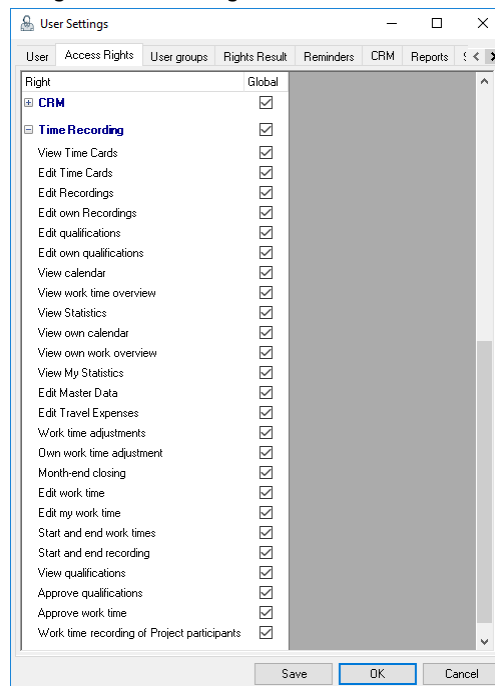 User Settings
User Access Rights User groups Rights Result Reminders CRM Reports
Right Global
CRM
Time Recording
View Time Cards
Edit Time Cards
Edit Recordings
Edit own Recordings
Edit qualifications
Edit own qualifications
View calendar
View work time overview
View Statistics
View own calendar
View own work overview
View My Statistics
Edit Master Data
Edit Travel Expenses
Work time adjustments
Own work time adjustment
Month-end closing
Edit work time
Edit my work time
Start and end work times
Start and end recording
View qualifications
Approve qualifications
Approve work time
Work time recording of Project participants
Save OK Cancel